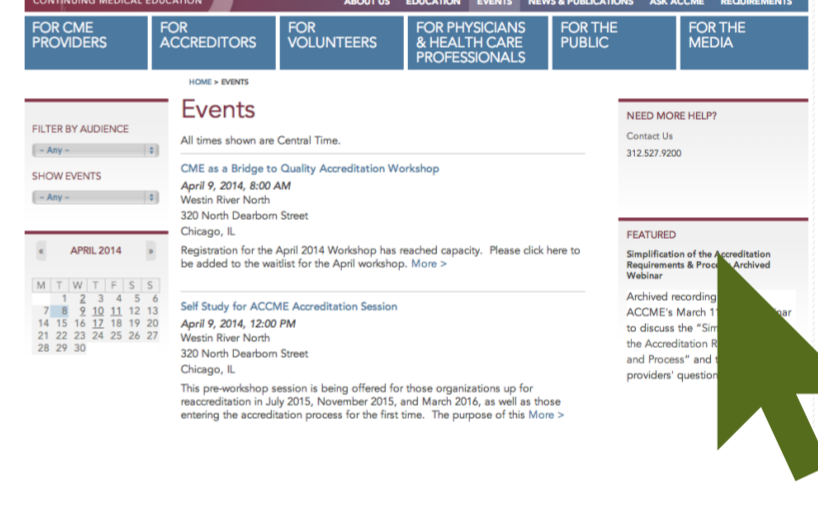 CONTINUING MEDICAL EDUCATION
ABOUT US EDUCATION EVENTS NEWS & PUBLICATIONS ASK ACCME REQUIREMENTS
FOR CME
PROVIDERS
FOR
ACCREDITORS
FOR
VOLUNTEERS
FOR PHYSICIANS
& HEALTH CARE
PROFESSIONALS
FOR THE
PUBLIC
FOR THE
MEDIA
HOME > EVENTS
FILTER BY AUDIENCE
– Any –
SHOW EVENTS
– Any –
« APRIL 2014 »
M T W T F S S
1 2 3 4 5 6
7 8 9 10 11 12 13
14 15 16 17 18 19 20
21 22 23 24 25 26 27
28 29 30
Events
All times shown are Central Time.
CME as a Bridge to Quality Accreditation Workshop
April 9, 2014, 8:00 AM
Westin River North
320 North Dearborn Street
Chicago, IL
Registration for the April 2014 Workshop has reached capacity. Please click here to
be added to the waitlist for the April workshop. More >
Self Study for ACCME Accreditation Session
April 9, 2014, 12:00 PM
Westin River North
320 North Dearborn Street
Chicago, IL
This pre-workshop session is being offered for those organizations up for
reaccreditation in July 2015, November 2015, and March 2016, as well as those
entering the accreditation process for the first time. The purpose of this More >
NEED MORE HELP?
Contact Us
312.527.9200
FEATURED
Simplification of the Accreditation
Requirements & Archived
Webinar
Archived recording
ACCME's March
to discuss the
the Accreditation
and Process" and
providers'